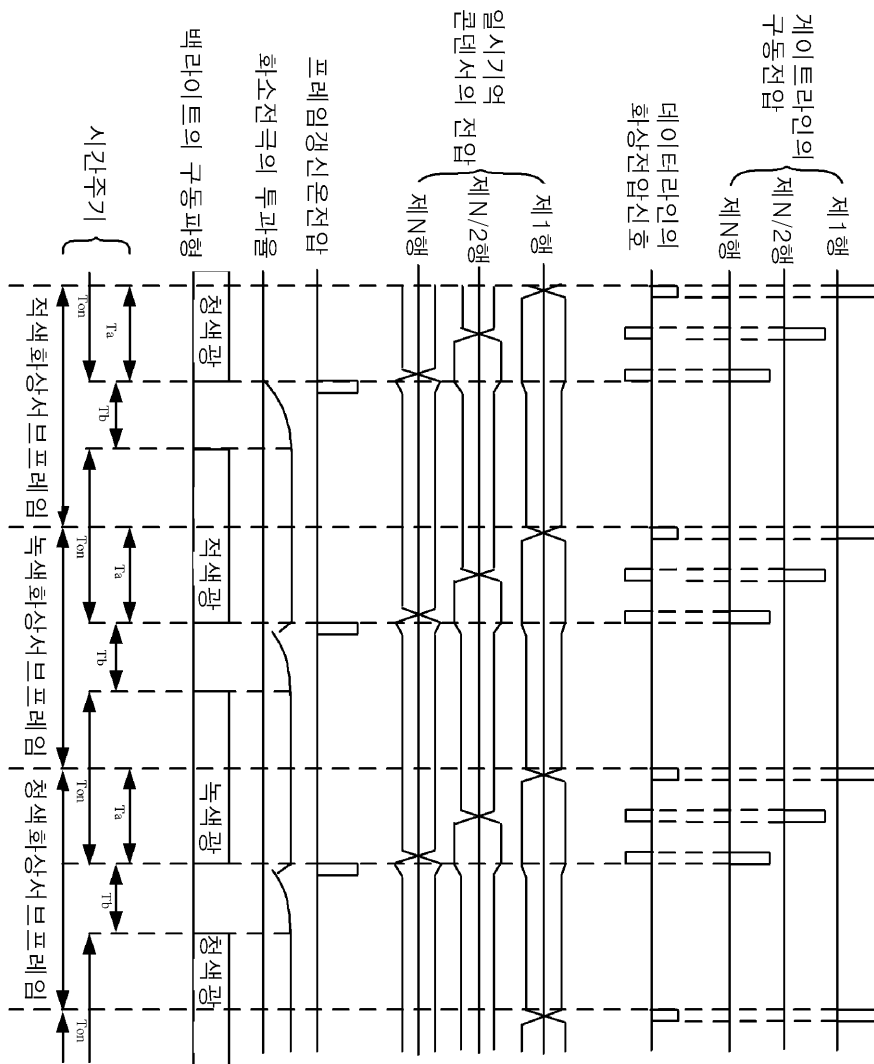 게이트라인의
구동전압
제1행
제N/2행
제N행
데이터라인의
화상전압신호
일시기억
콘덴서의 전압
제1행
제N/2행
제N행
프레임갱신온전압
화소전극의 투과율
백라이트의 구동파형
청색광
적색광
녹색광
청색광
시간주기
Ta
Ta
Ta
Tb
Tb
Tb
Ton
Ton
Ton
Ton
적색화상서브프레임
녹색화상서브프레임
청색화상서브프레임